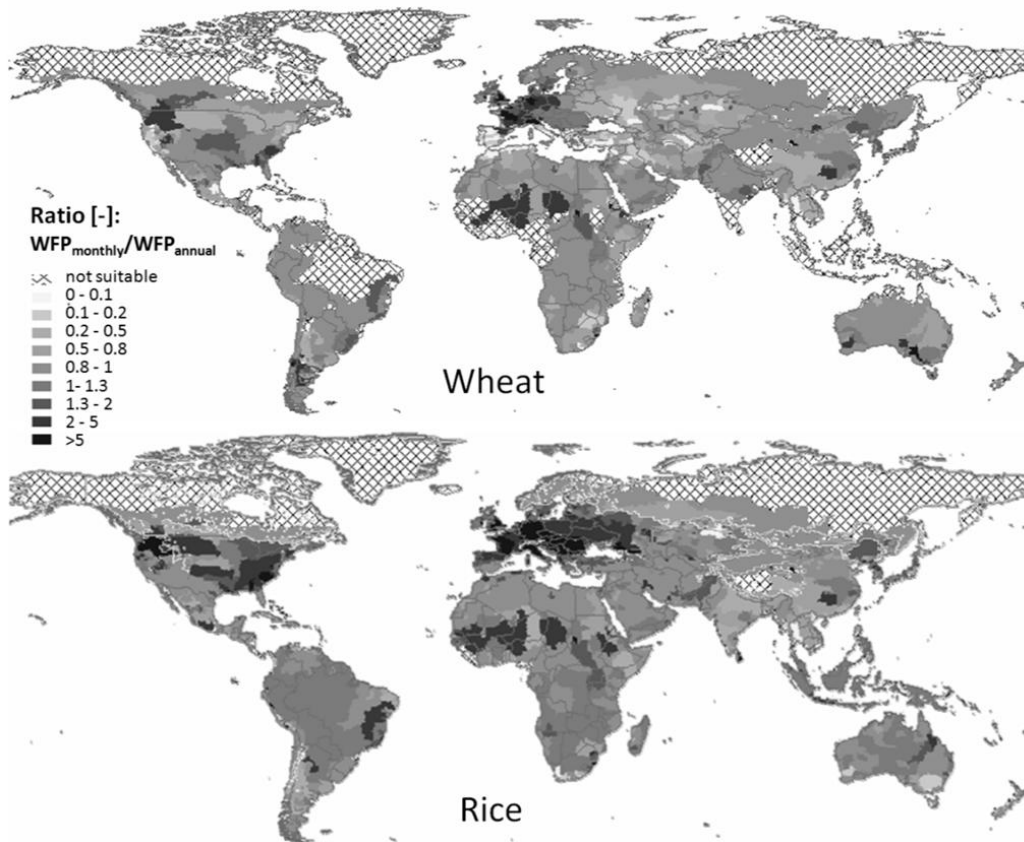 Ratio [-]:
WFPmonthly/WFPannual
not suitable
0 - 0.1
0.1 - 0.2
0.2 - 0.5
0.5 - 0.8
0.8 - 1
1- 1.3
1.3 - 2
2 - 5
>5
Wheat
Rice